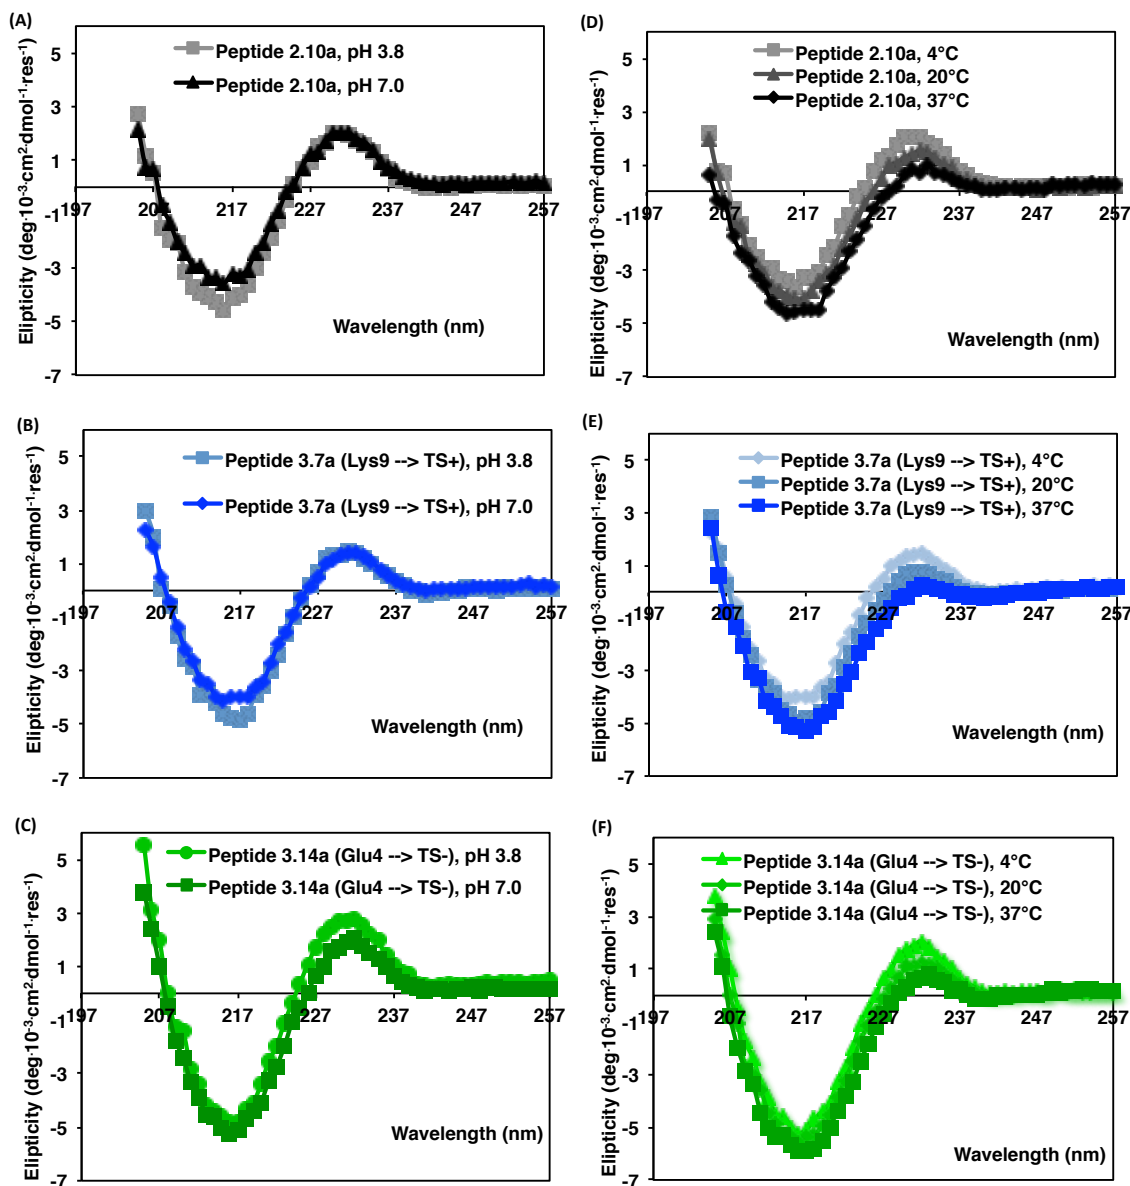 (A)
Elipticity (deg·10⁻³·cm²·dmol⁻¹·res⁻¹)
Peptide 2.10a, pH 3.8
Peptide 2.10a, pH 7.0
5
3
1
-1
-3
-5
-7
197 207 217 227 237 247 257
Wavelength (nm)
(D)
Elipticity (deg·10⁻³·cm²·dmol⁻¹·res⁻¹)
Peptide 2.10a, 4°C
Peptide 2.10a, 20°C
Peptide 2.10a, 37°C
5
3
1
-1
-3
-5
-7
197 207 217 227 237 247 257
Wavelength (nm)
(B)
Elipticity (deg·10⁻³·cm²·dmol⁻¹·res⁻¹)
Peptide 3.7a (Lys9 --> TS+), pH 3.8
Peptide 3.7a (Lys9 --> TS+), pH 7.0
5
3
1
-1
-3
-5
-7
197 207 217 227 237 247 257
Wavelength (nm)
(E)
Elipticity (deg·10⁻³·cm²·dmol⁻¹·res⁻¹)
Peptide 3.7a (Lys9 --> TS+), 4°C
Peptide 3.7a (Lys9 --> TS+), 20°C
Peptide 3.7a (Lys9 --> TS+), 37°C
5
3
1
-1
-3
-5
-7
197 207 217 227 237 247 257
Wavelength (nm)
(C)
Elipticity (deg·10⁻³·cm²·dmol⁻¹·res⁻¹)
Peptide 3.14a (Glu4 --> TS-), pH 3.8
Peptide 3.14a (Glu4 --> TS-), pH 7.0
5
3
1
-1
-3
-5
-7
197 207 217 227 237 247 257
Wavelength (nm)
(F)
Elipticity (deg·10⁻³·cm²·dmol⁻¹·res⁻¹)
Peptide 3.14a (Glu4 --> TS-), 4°C
Peptide 3.14a (Glu4 --> TS-), 20°C
Peptide 3.14a (Glu4 --> TS-), 37°C
5
3
1
-1
-3
-5
-7
197 207 217 227 237 247 257
Wavelength (nm)